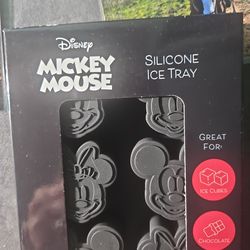 Disney
MICKEY
MOUSE
SILICONE
ICE TRAY
GREAT
FOR:
ICE CUBES
CHOCOLATE